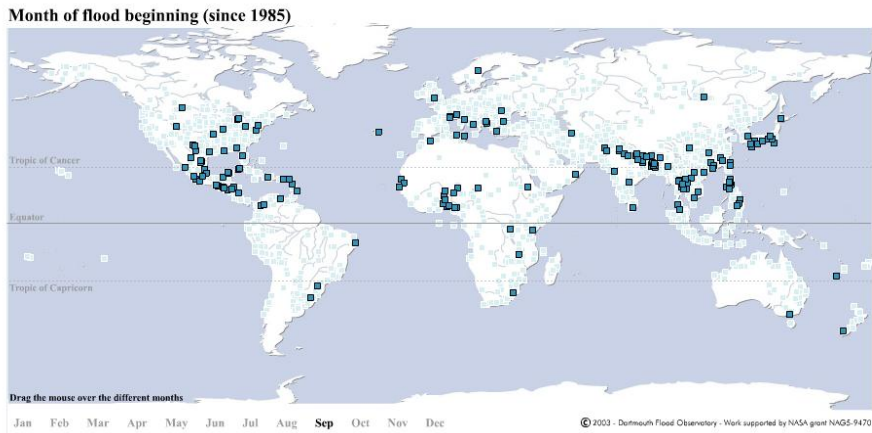 Month of flood beginning (since 1985)
Tropic of Cancer
Equator
Tropic of Capricorn
Drag the mouse over the different months
Jan Feb Mar Apr May Jun Jul Aug Sep Oct Nov Dec
© 2003 - Dartmouth Flood Observatory - Work supported by NASA grant NAG5-9470